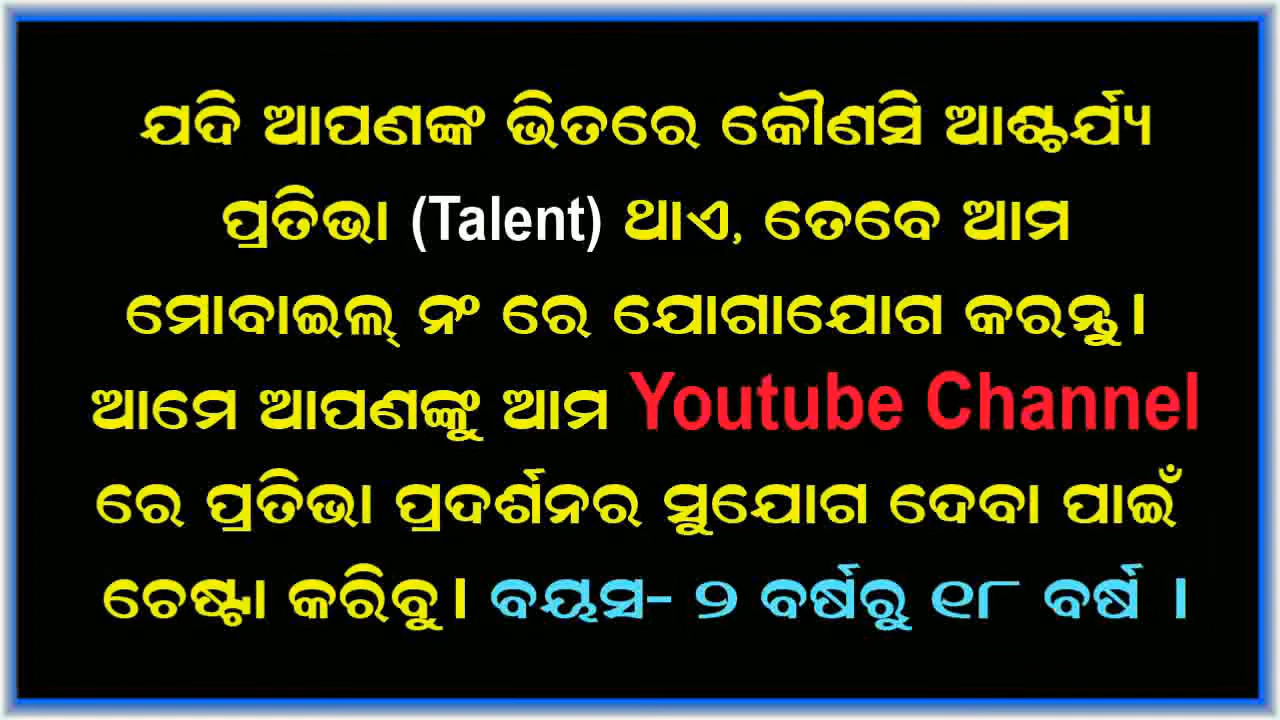 ଯଦି ଆପଣଙ୍କ ଭିତରେ କୌଣସି ଆଶ୍ଚର୍ଯ୍ୟ
ପ୍ରତିଭା (Talent) ଥାଏ, ତେବେ ଆମ
ମୋବାଇଲ୍ ନଂ ରେ ଯୋଗାଯୋଗ କରନ୍ତୁ।
ଆମେ ଆପଣଙ୍କୁ ଆମ Youtube Channel
ରେ ପ୍ରତିଭା ପ୍ରଦର୍ଶନର ସୁଯୋଗ ଦେବା ପାଇଁ
ଚେଷ୍ଟା କରିବୁ। ବୟସ- ୨ ବର୍ଷରୁ ୧୮ ବର୍ଷ ।